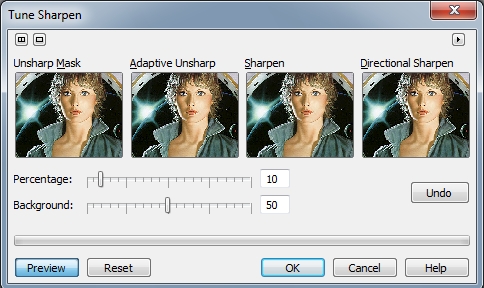 Tune Sharpen
Unsharp Mask Adaptive Unsharp Sharpen Directional Sharpen
Percentage: 10
Background: 50
Undo
Preview Reset OK Cancel Help